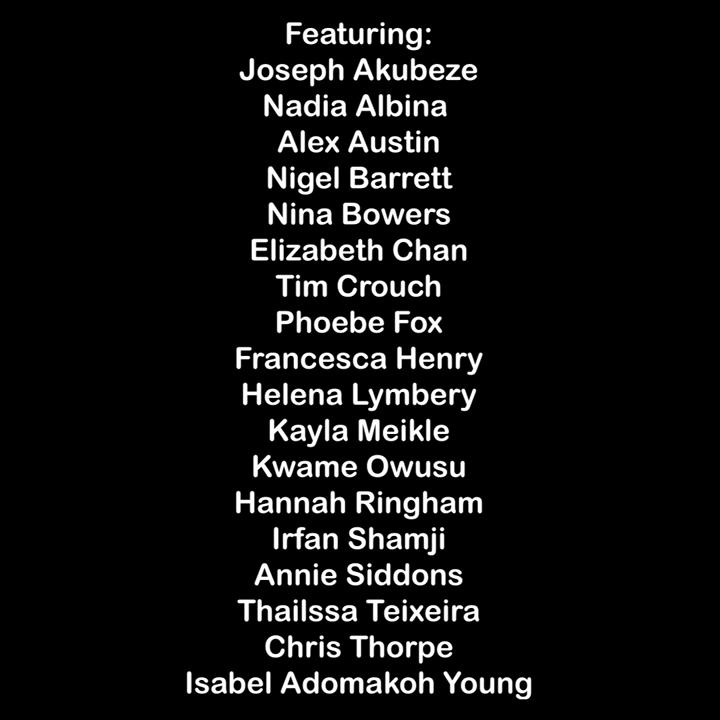 Featuring:
Joseph Akubeze
Nadia Albina
Alex Austin
Nigel Barrett
Nina Bowers
Elizabeth Chan
Tim Crouch
Phoebe Fox
Francesca Henry
Helena Lymbery
Kayla Meikle
Kwame Owusu
Hannah Ringham
Irfan Shamji
Annie Siddons
Thailssa Teixeira
Chris Thorpe
Isabel Adomakoh Young